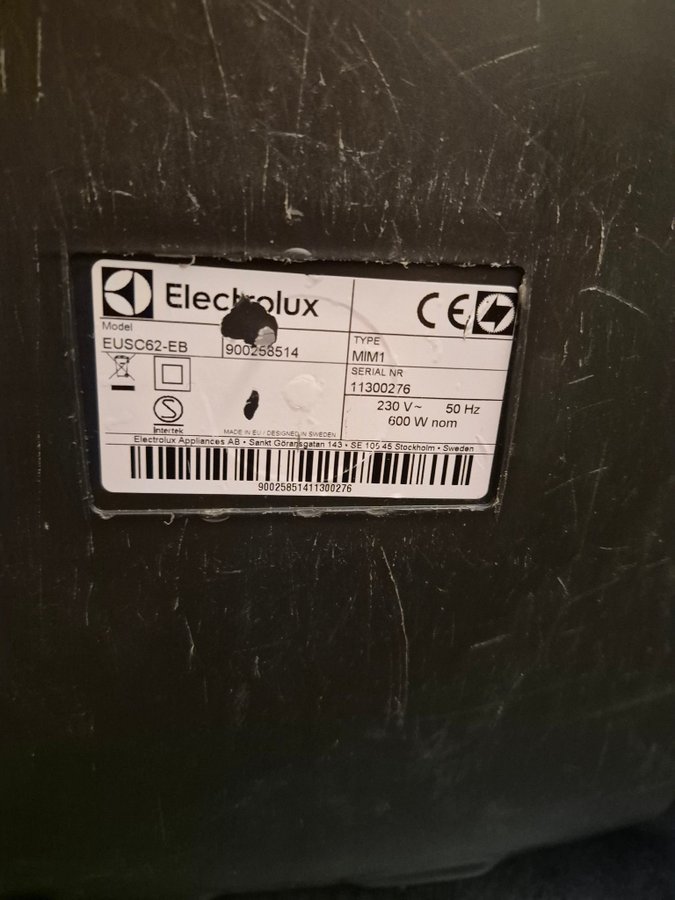 Electrolux
CE
Model
EUSC62-EB
900258514
TYPE
MIM1
SERIAL NR
11300276
230 V~ 50 Hz
600 W nom
S
Intertek
MADE IN EU / DESIGNED IN SWEDEN
Electrolux Appliances AB • Sankt Göransgatan 143 • SE 105 45 Stockholm • Sweden
90025851411300276